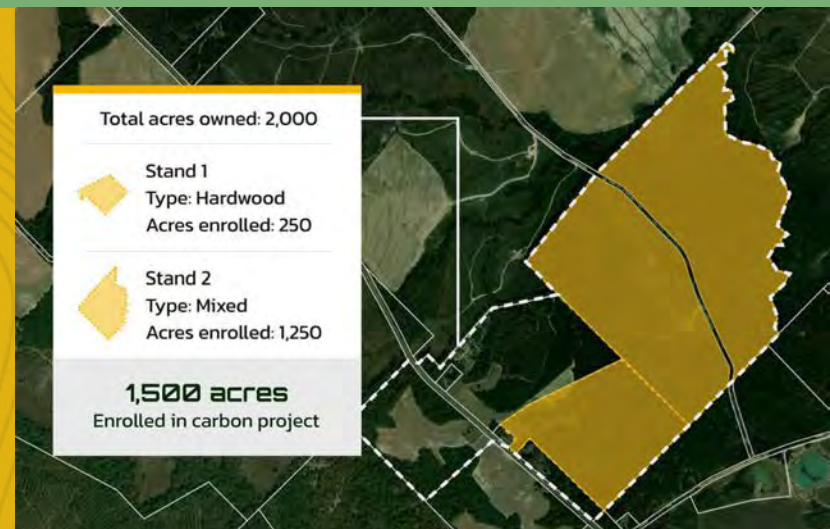 Total acres owned: 2,000
Stand 1
Type: Hardwood
Acres enrolled: 250
Stand 2
Type: Mixed
Acres enrolled: 1,250
1,500 acres
Enrolled in carbon project